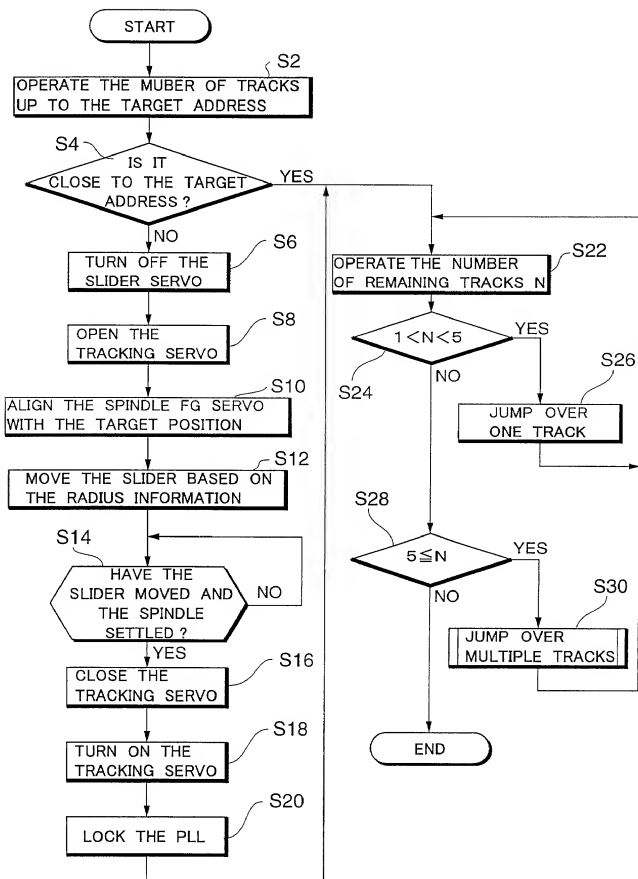 START
S2
OPERATE THE MUBER OF TRACKS
UP TO THE TARGET ADDRESS
S4
IS IT
CLOSE TO THE TARGET
ADDRESS ?
YES
NO
S6
TURN OFF THE
SLIDER SERVO
S8
OPEN THE
TRACKING SERVO
S10
ALIGN THE SPINDLE FG SERVO
WITH THE TARGET POSITION
S12
MOVE THE SLIDER BASED ON
THE RADIUS INFORMATION
S14
HAVE THE
SLIDER MOVED AND
THE SPINDLE
SETTLED ?
NO
YES
S16
CLOSE THE
TRACKING SERVO
S18
TURN ON THE
TRACKING SERVO
S20
LOCK THE PLL
S22
OPERATE THE NUMBER
OF REMAINING TRACKS N
1<N<5
YES
S24
NO
S26
JUMP OVER
ONE TRACK
S28
5≦N
YES
NO
S30
JUMP OVER
MULTIPLE TRACKS
END